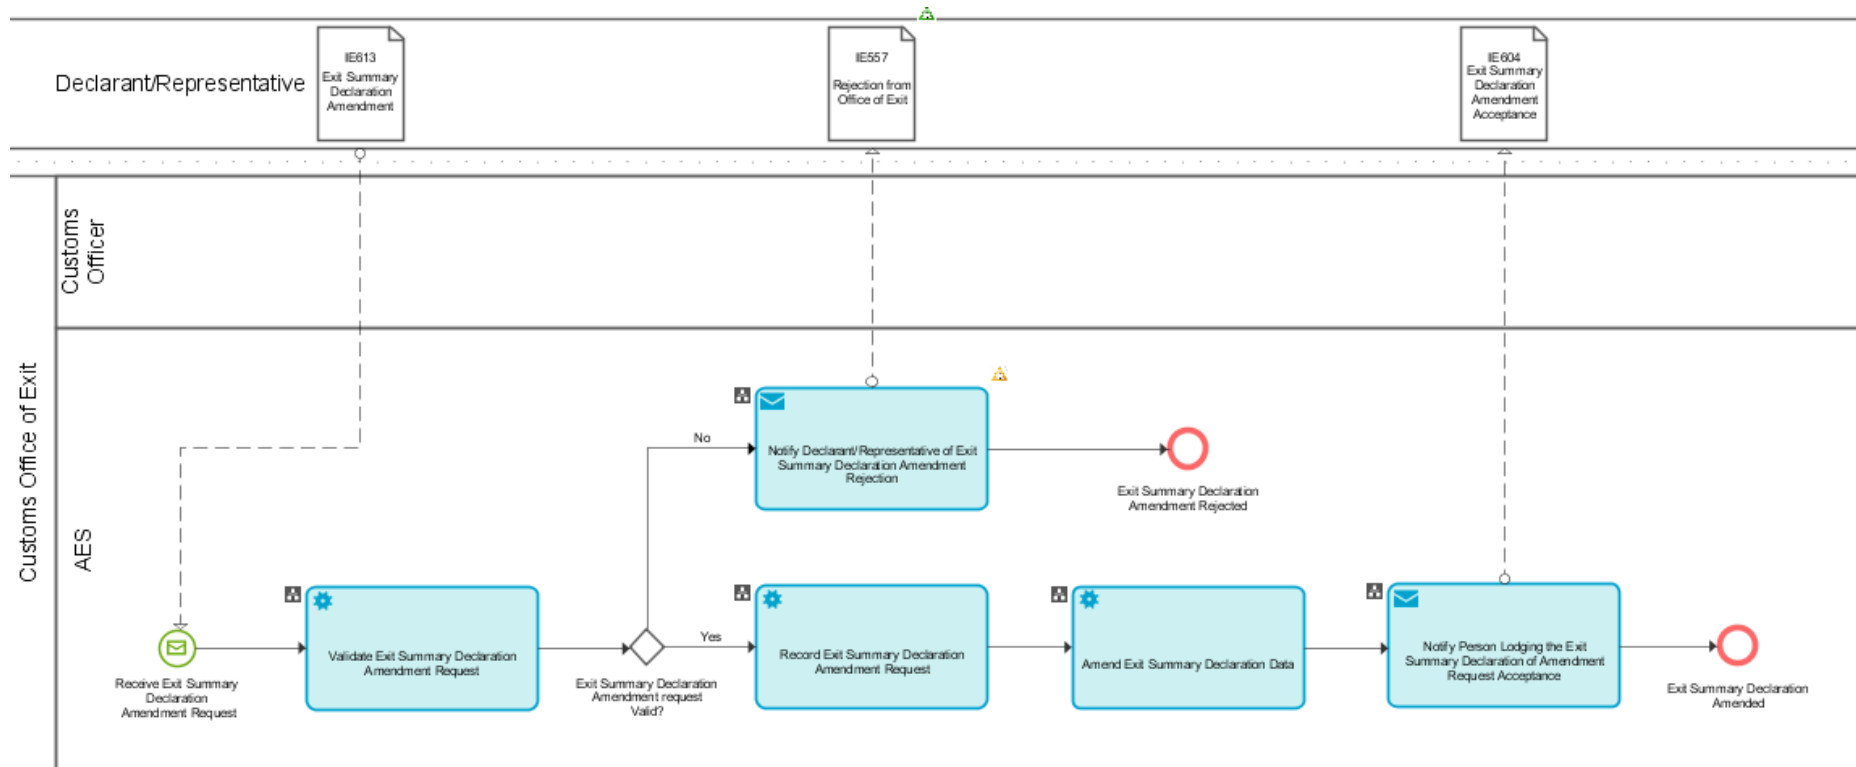 Declarant/Representative
IE613
Exit Summary
Declaration
Amendment
IE557
Rejection from
Office of Exit
IE604
Exit Summary
Declaration
Amendment
Acceptance
Customs Office of Exit
Customs
Officer
AES
Receive Exit Summary
Declaration
Amendment Request
Validate Exit Summary Declaration
Amendment Request
Exit Summary Declaration
Amendment request
Valid?
No
Notify Declarant/Representative of Exit
Summary Declaration Amendment
Rejection
Exit Summary Declaration
Amendment Rejected
Yes
Record Exit Summary Declaration
Amendment Request
Amend Exit Summary Declaration Data
Notify Person Lodging the Exit
Summary Declaration of Amendment
Request Acceptance
Exit Summary Declaration
Amended